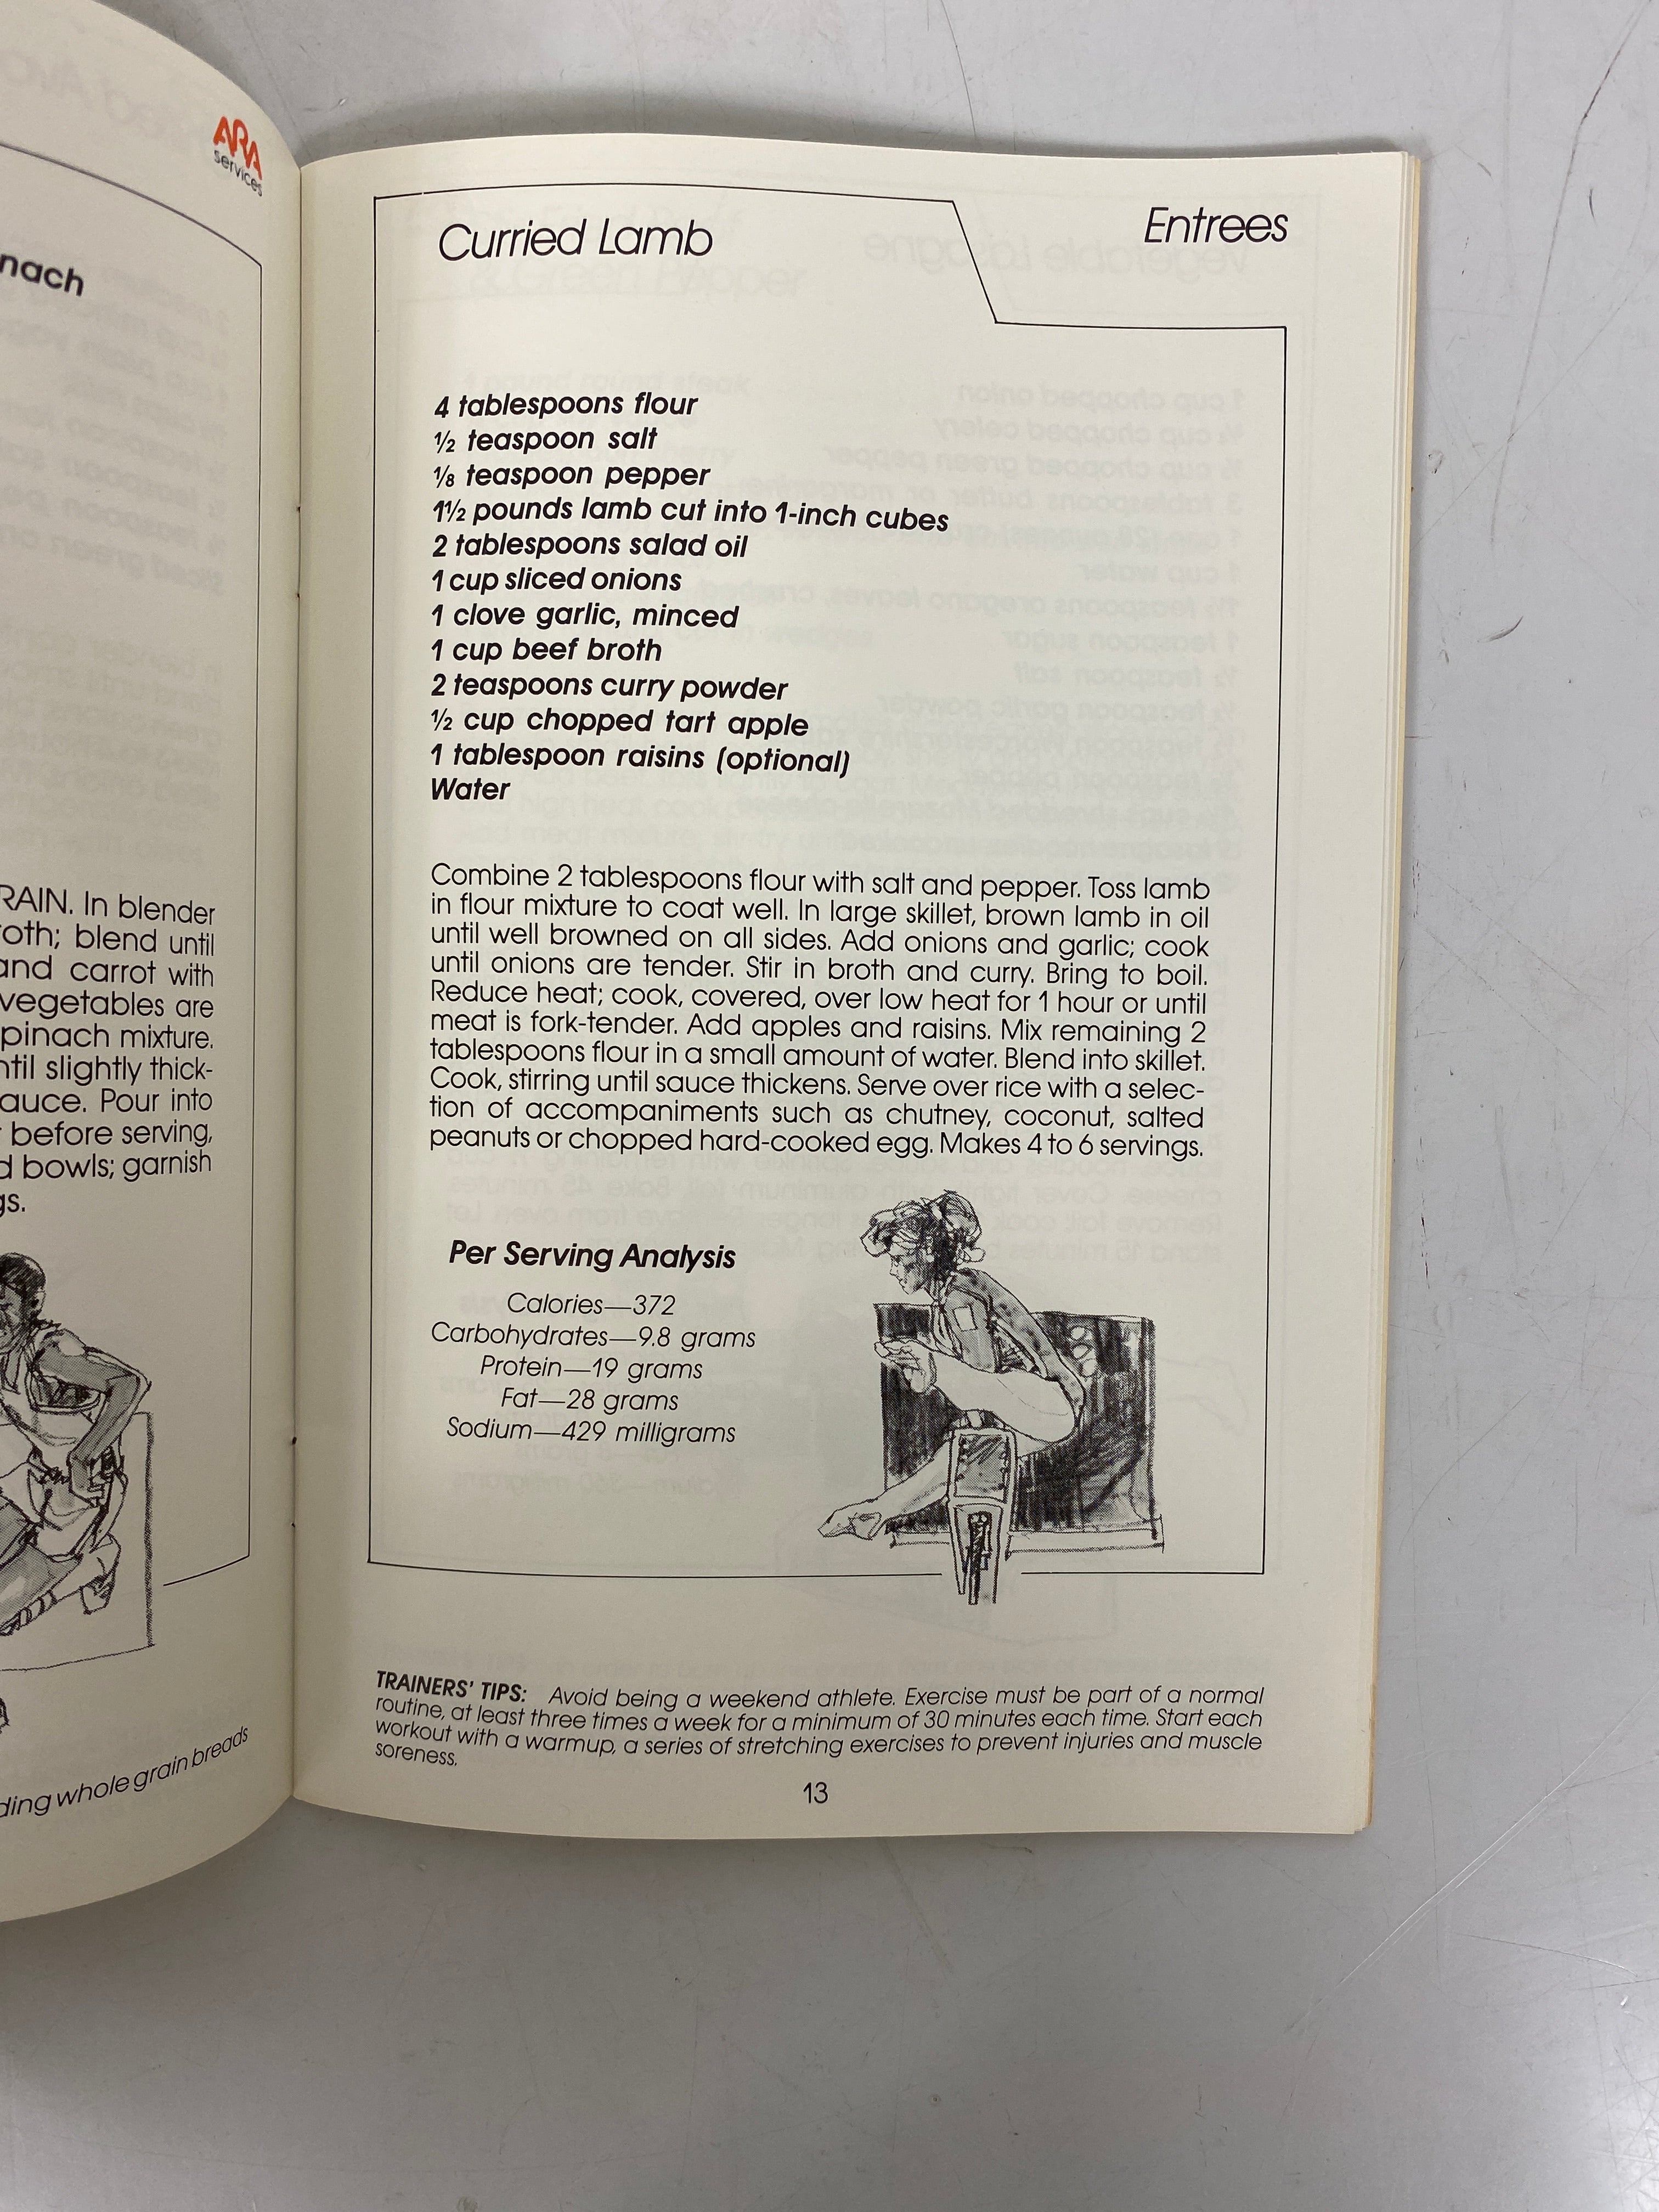 ARA
services
nach
RAIN. In blender
oth; blend until
and carrot with
vegetables are
pinach mixture.
ntil slightly thick-
auce. Pour into
before serving,
d bowls; garnish
gs.
ding whole grain breads
Curried Lamb
Entrees
4 tablespoons flour
½ teaspoon salt
⅛ teaspoon pepper
1½ pounds lamb cut into 1-inch cubes
2 tablespoons salad oil
1 cup sliced onions
1 clove garlic, minced
1 cup beef broth
2 teaspoons curry powder
½ cup chopped tart apple
1 tablespoon raisins (optional)
Water
Combine 2 tablespoons flour with salt and pepper. Toss lamb
in flour mixture to coat well. In large skillet, brown lamb in oil
until well browned on all sides. Add onions and garlic; cook
until onions are tender. Stir in broth and curry. Bring to boil.
Reduce heat; cook, covered, over low heat for 1 hour or until
meat is fork-tender. Add apples and raisins. Mix remaining 2
tablespoons flour in a small amount of water. Blend into skillet.
Cook, stirring until sauce thickens. Serve over rice with a selec-
tion of accompaniments such as chutney, coconut, salted
peanuts or chopped hard-cooked egg. Makes 4 to 6 servings.
Per Serving Analysis
Calories—372
Carbohydrates—9.8 grams
Protein—19 grams
Fat—28 grams
Sodium—429 milligrams
TRAINERS' TIPS: Avoid being a weekend athlete. Exercise must be part of a normal
routine, at least three times a week for a minimum of 30 minutes each time. Start each
workout with a warmup, a series of stretching exercises to prevent injuries and muscle
soreness.
13